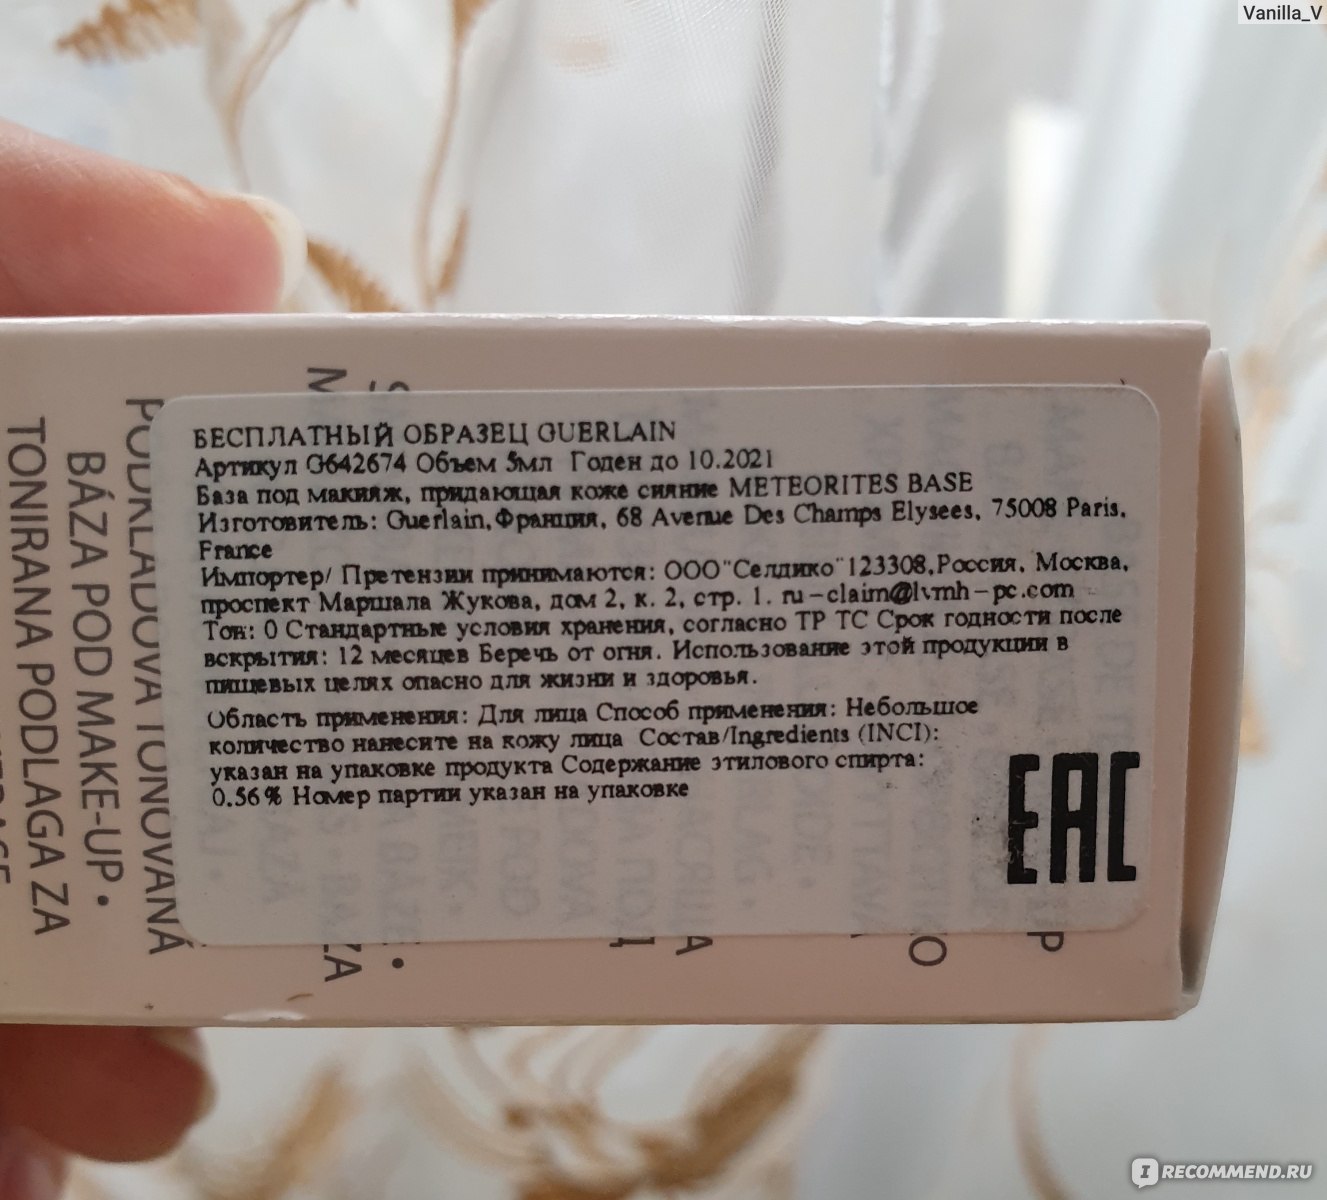 Vanilla_V
БЕСПЛАТНЫЙ ОБРАЗЕЦ GUERLAIN
Артикул G642674 Объем 5мл Годен до 10.2021
База под макияж, придающая коже сияние METEORITES BASE
Изготовитель: Guerlain,Франция, 68 Avenue Des Champs Elysees, 75008 Paris,
France
Импортер/ Претензии принимаются: ООО"Селдико"123308,Россия, Москва,
проспект Маршала Жукова, дом 2, к. 2, стр. 1. ru-claim@lvmh-pc.com
Тон: 0 Стандартные условия хранения, согласно ТР ТС Срок годности после
вскрытия: 12 месяцев Беречь от огня. Использование этой продукции в
пищевых целях опасно для жизни и здоровья.
Область применения: Для лица Способ применения: Небольшое
количество нанесите на кожу лица Состав/Ingredients (INCI):
указан на упаковке продукта Содержание этилового спирта:
0.56% Номер партии указан на упаковке
EAC
PODKLADOVÁ TÓNOVANÁ
BÁZA POD MAKE-UP •
TONIRANA PODLAGA ZA
IRECOMMEND.RU